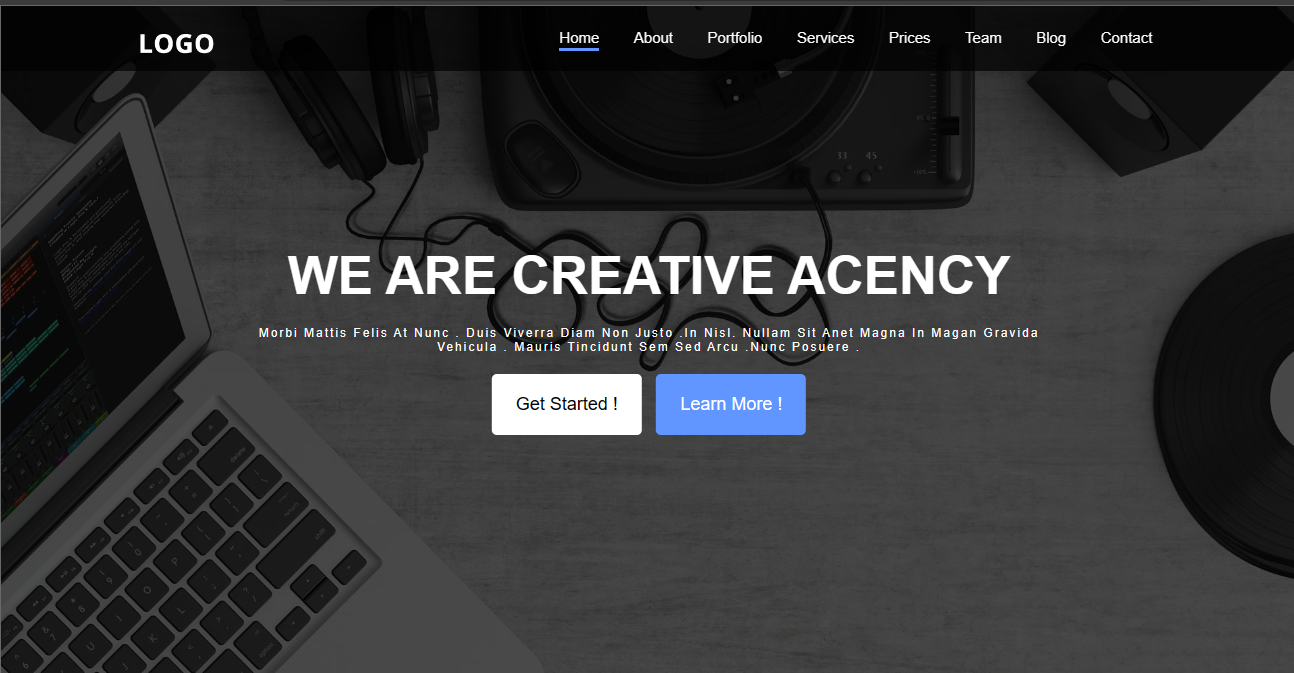 LOGO
Home About Portfolio Services Prices Team Blog Contact
33 45
WE ARE CREATIVE ACENCY
Morbi Mattis Felis At Nunc . Duis Viverra Diam Non Justo .In Nisl. Nullam Sit Anet Magna In Magan Gravida
Vehicula . Mauris Tincidunt Sem Sed Arcu .Nunc Posuere .
Get Started ! Learn More !